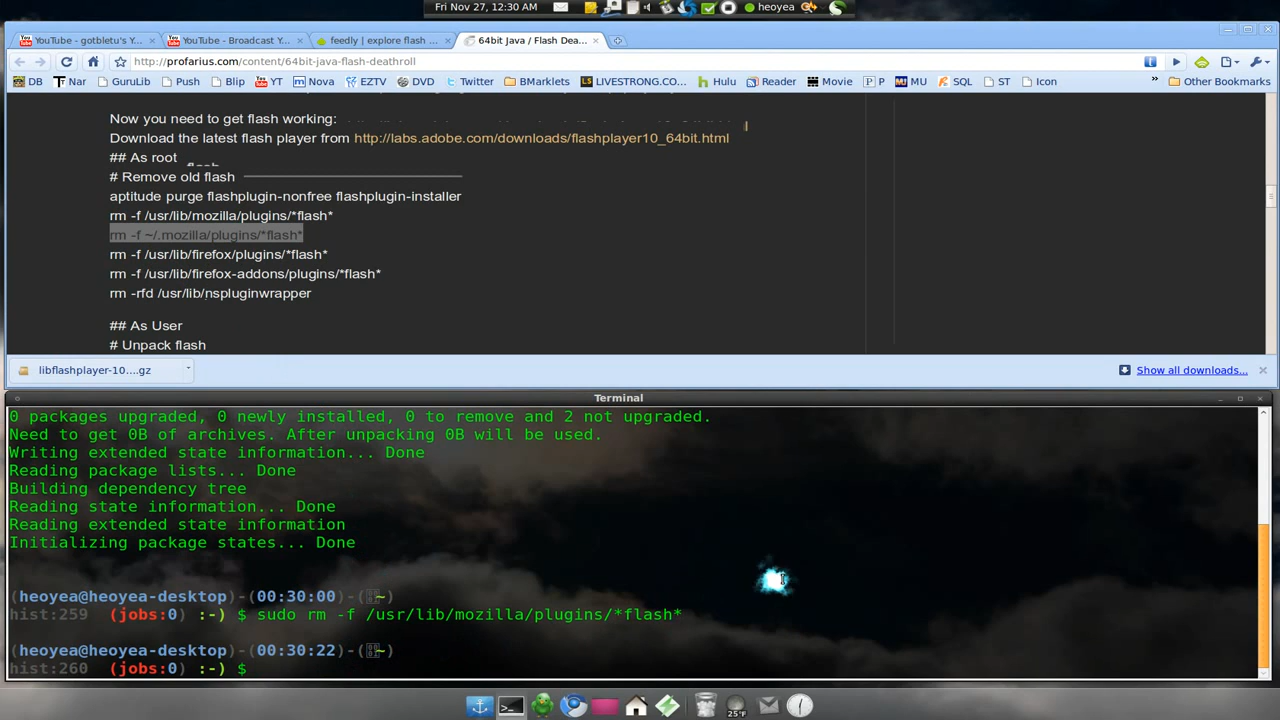 Fri Nov 27, 12:30 AM
heoyea
YouTube - gotbletu's Y...
YouTube - Broadcast Y...
feedly | explore flash ...
64bit Java / Flash Dea...
http://profarius.com/content/64bit-java-flash-deathroll
DB
Nar
GuruLib
Push
Blip
YT
Nova
EZTV
DVD
Twitter
BMarklets
LIVESTRONG.CO...
Hulu
Reader
Movie
P
MU
SQL
ST
Icon
Other Bookmarks
Now you need to get flash working:
Download the latest flash player from http://labs.adobe.com/downloads/flashplayer10_64bit.html
## As root
# Remove old flash
aptitude purge flashplugin-nonfree flashplugin-installer
rm -f /usr/lib/mozilla/plugins/*flash*
rm -f ~/.mozilla/plugins/*flash*
rm -f /usr/lib/firefox/plugins/*flash*
rm -f /usr/lib/firefox-addons/plugins/*flash*
rm -rfd /usr/lib/nspluginwrapper
## As User
# Unpack flash
libflashplayer-10....gz
Show all downloads...
Terminal
0 packages upgraded, 0 newly installed, 0 to remove and 2 not upgraded.
Need to get 0B of archives. After unpacking 0B will be used.
Writing extended state information... Done
Reading package lists... Done
Building dependency tree
Reading state information... Done
Reading extended state information
Initializing package states... Done
(heoyea@heoyea-desktop)-(00:30:00)-(~)
hist:259 (jobs:0) :-) $ sudo rm -f /usr/lib/mozilla/plugins/*flash*
(heoyea@heoyea-desktop)-(00:30:22)-(~)
hist:260 (jobs:0) :-) $
25°F